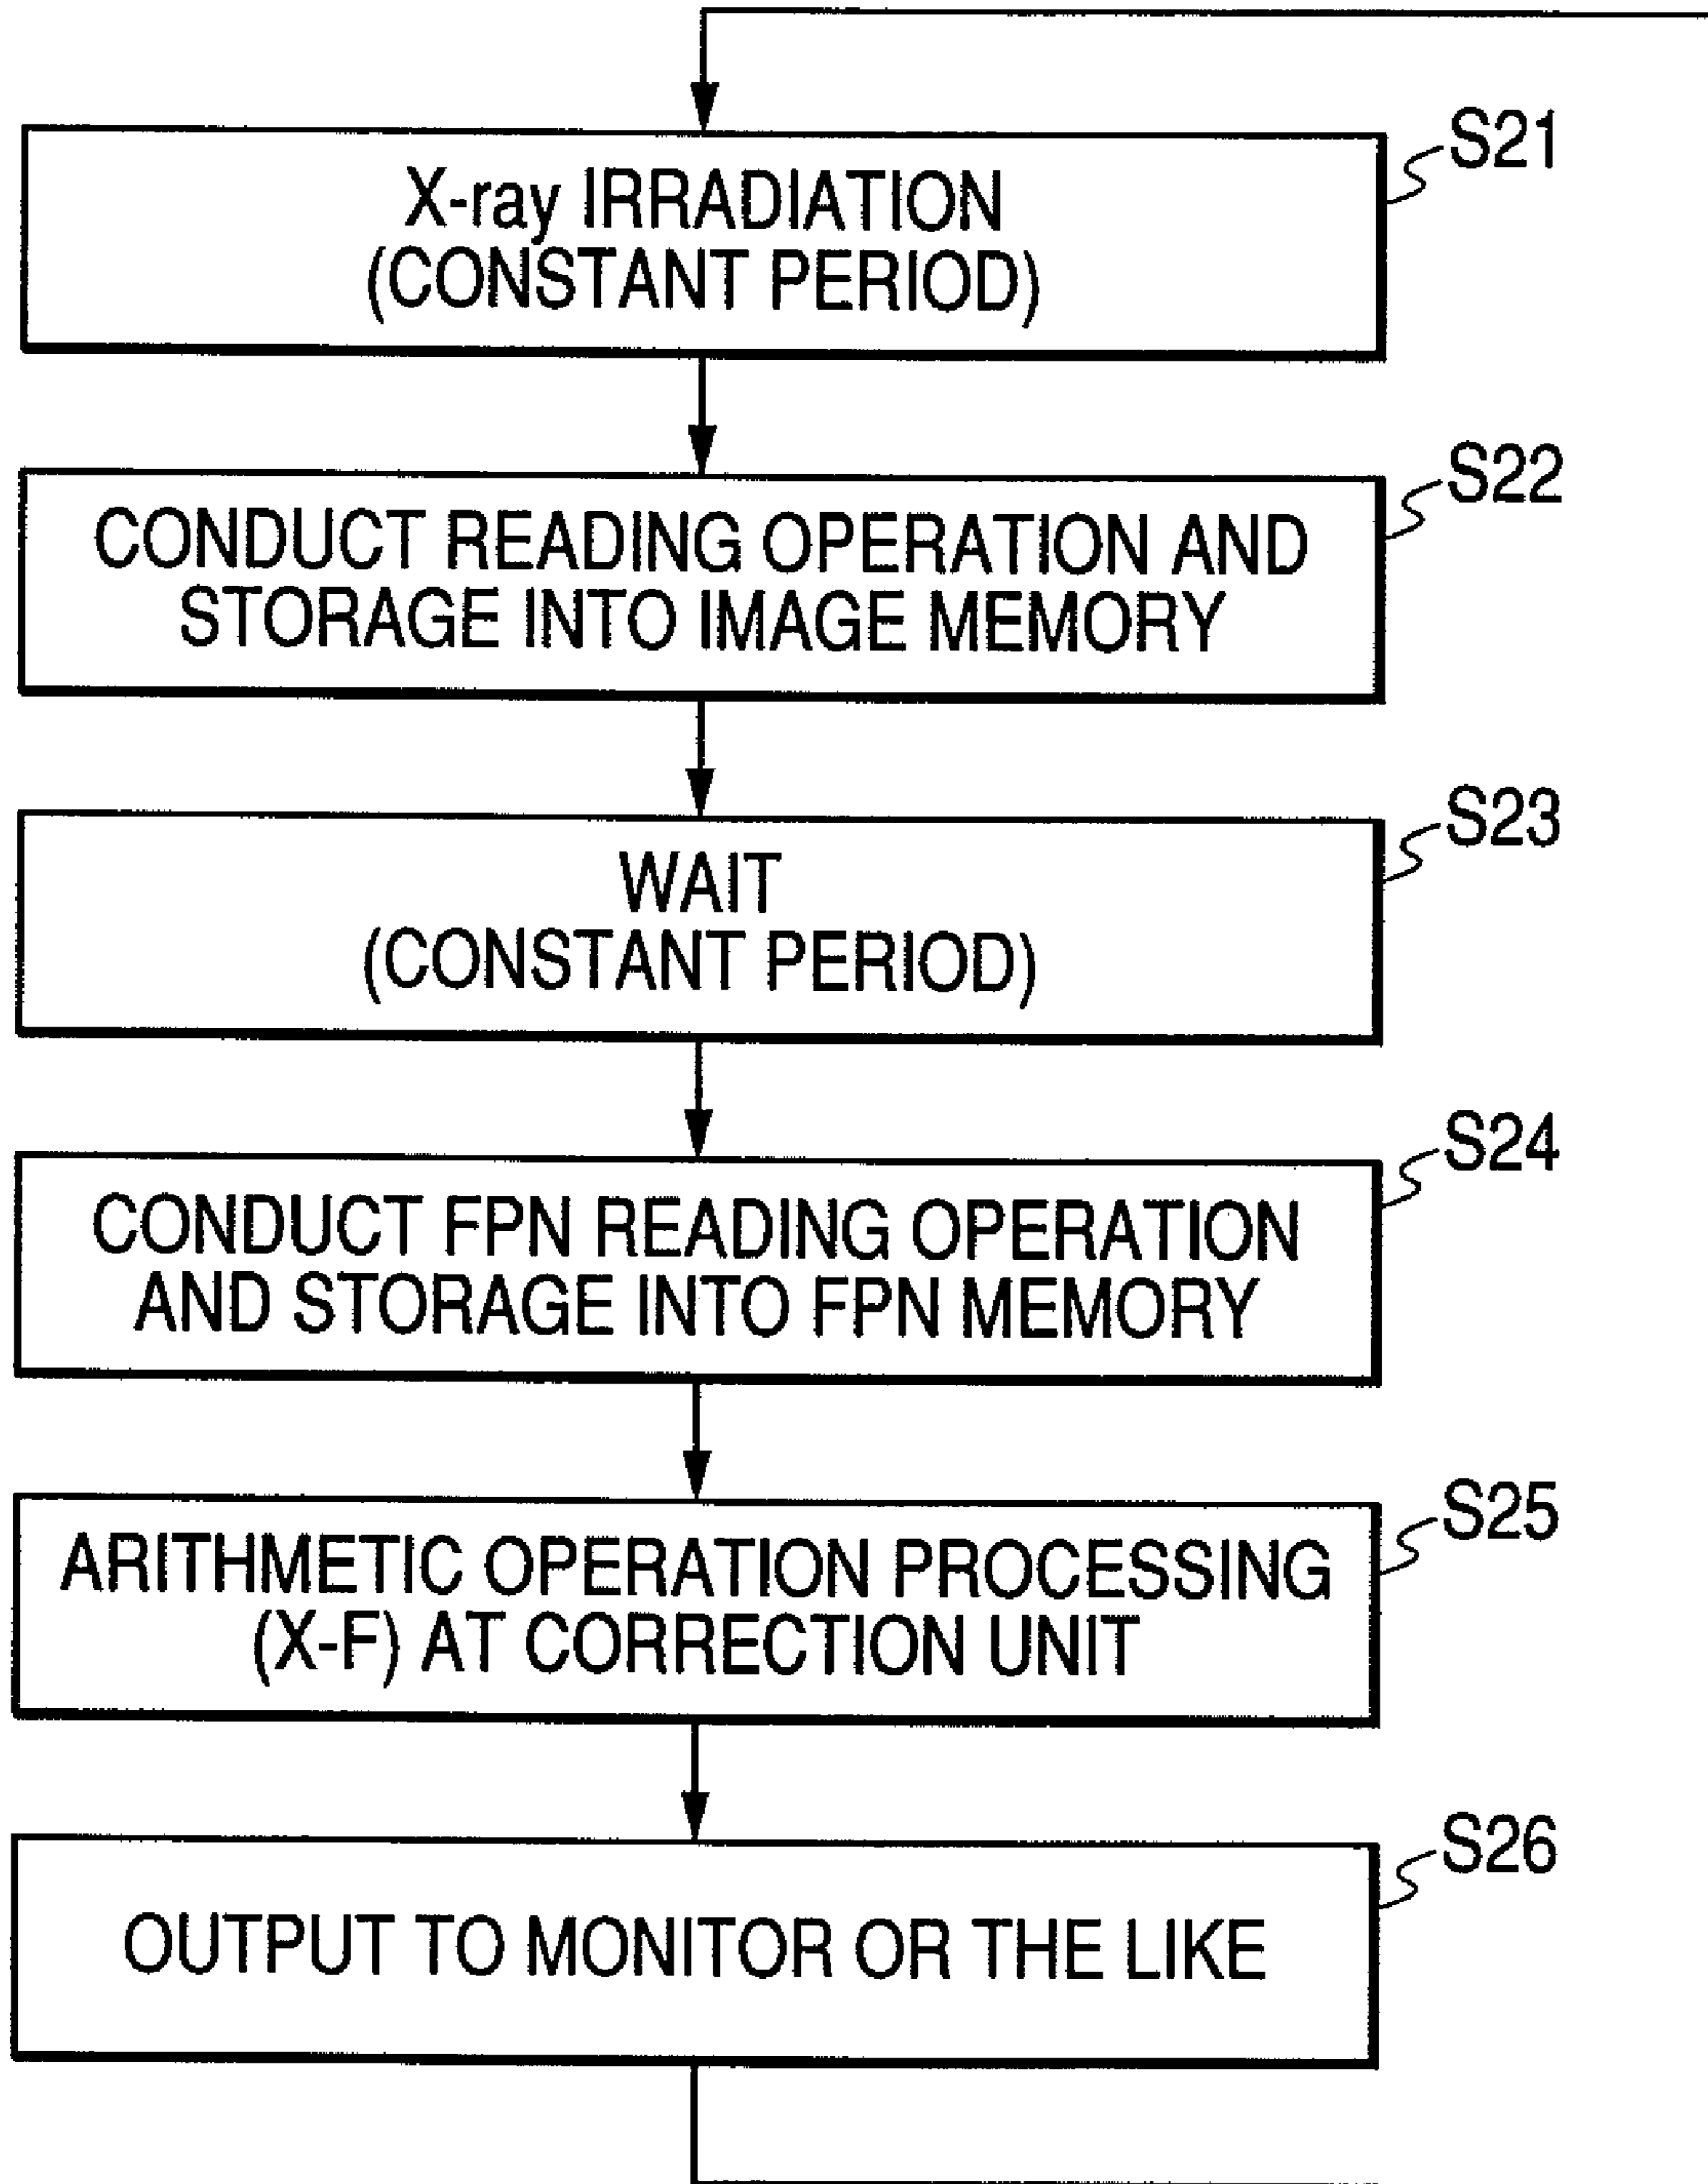 S21
X-ray IRRADIATION
(CONSTANT PERIOD)
S22
CONDUCT READING OPERATION AND
STORAGE INTO IMAGE MEMORY
S23
WAIT
(CONSTANT PERIOD)
S24
CONDUCT FPN READING OPERATION
AND STORAGE INTO FPN MEMORY
S25
ARITHMETIC OPERATION PROCESSING
(X-F) AT CORRECTION UNIT
S26
OUTPUT TO MONITOR OR THE LIKE